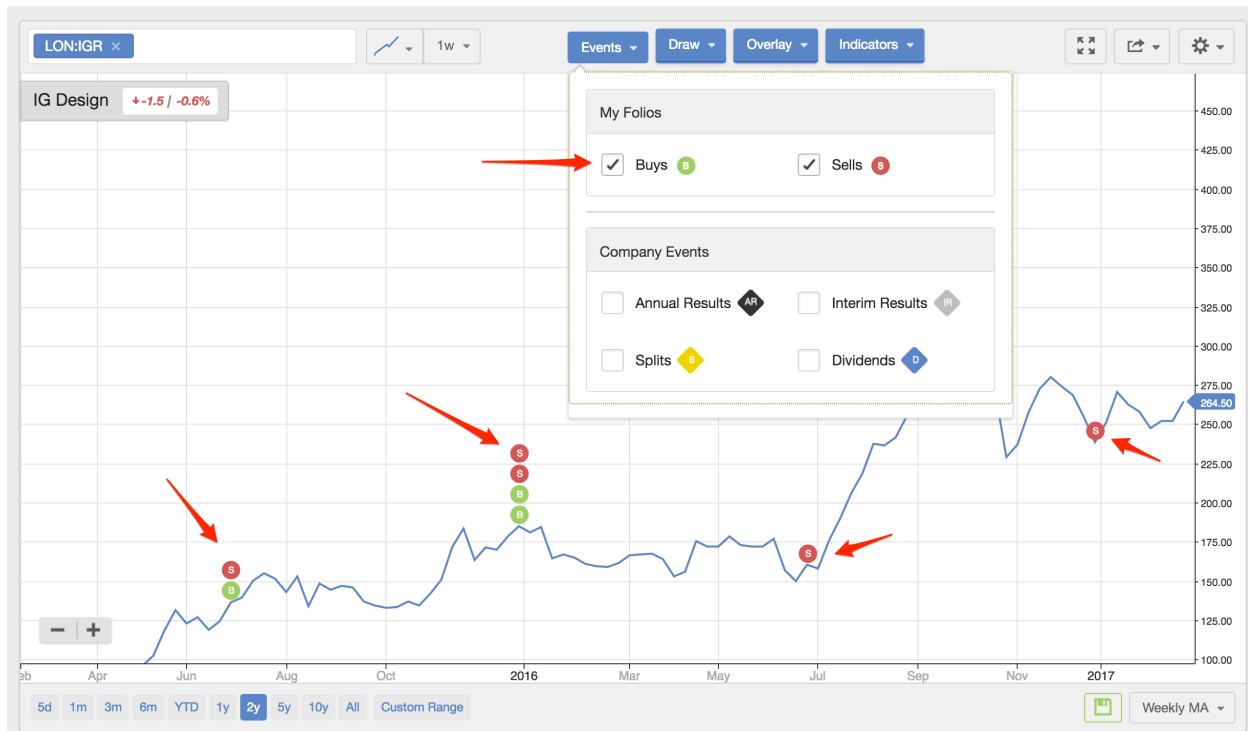 LON:IGR ×
1w
Events
Draw
Overlay
Indicators
IG Design
-1.5 / -0.6%
My Folios
Buys B
Sells S
Company Events
Annual Results AR
Interim Results IR
Splits S
Dividends D
450.00
425.00
400.00
375.00
350.00
325.00
300.00
275.00
264.50
250.00
225.00
200.00
175.00
150.00
125.00
100.00
S
B
S
S
B
B
S
S
eb
Apr
Jun
Aug
Oct
2016
Mar
May
Jul
Sep
Nov
2017
5d
1m
3m
6m
YTD
1y
2y
5y
10y
All
Custom Range
Weekly MA